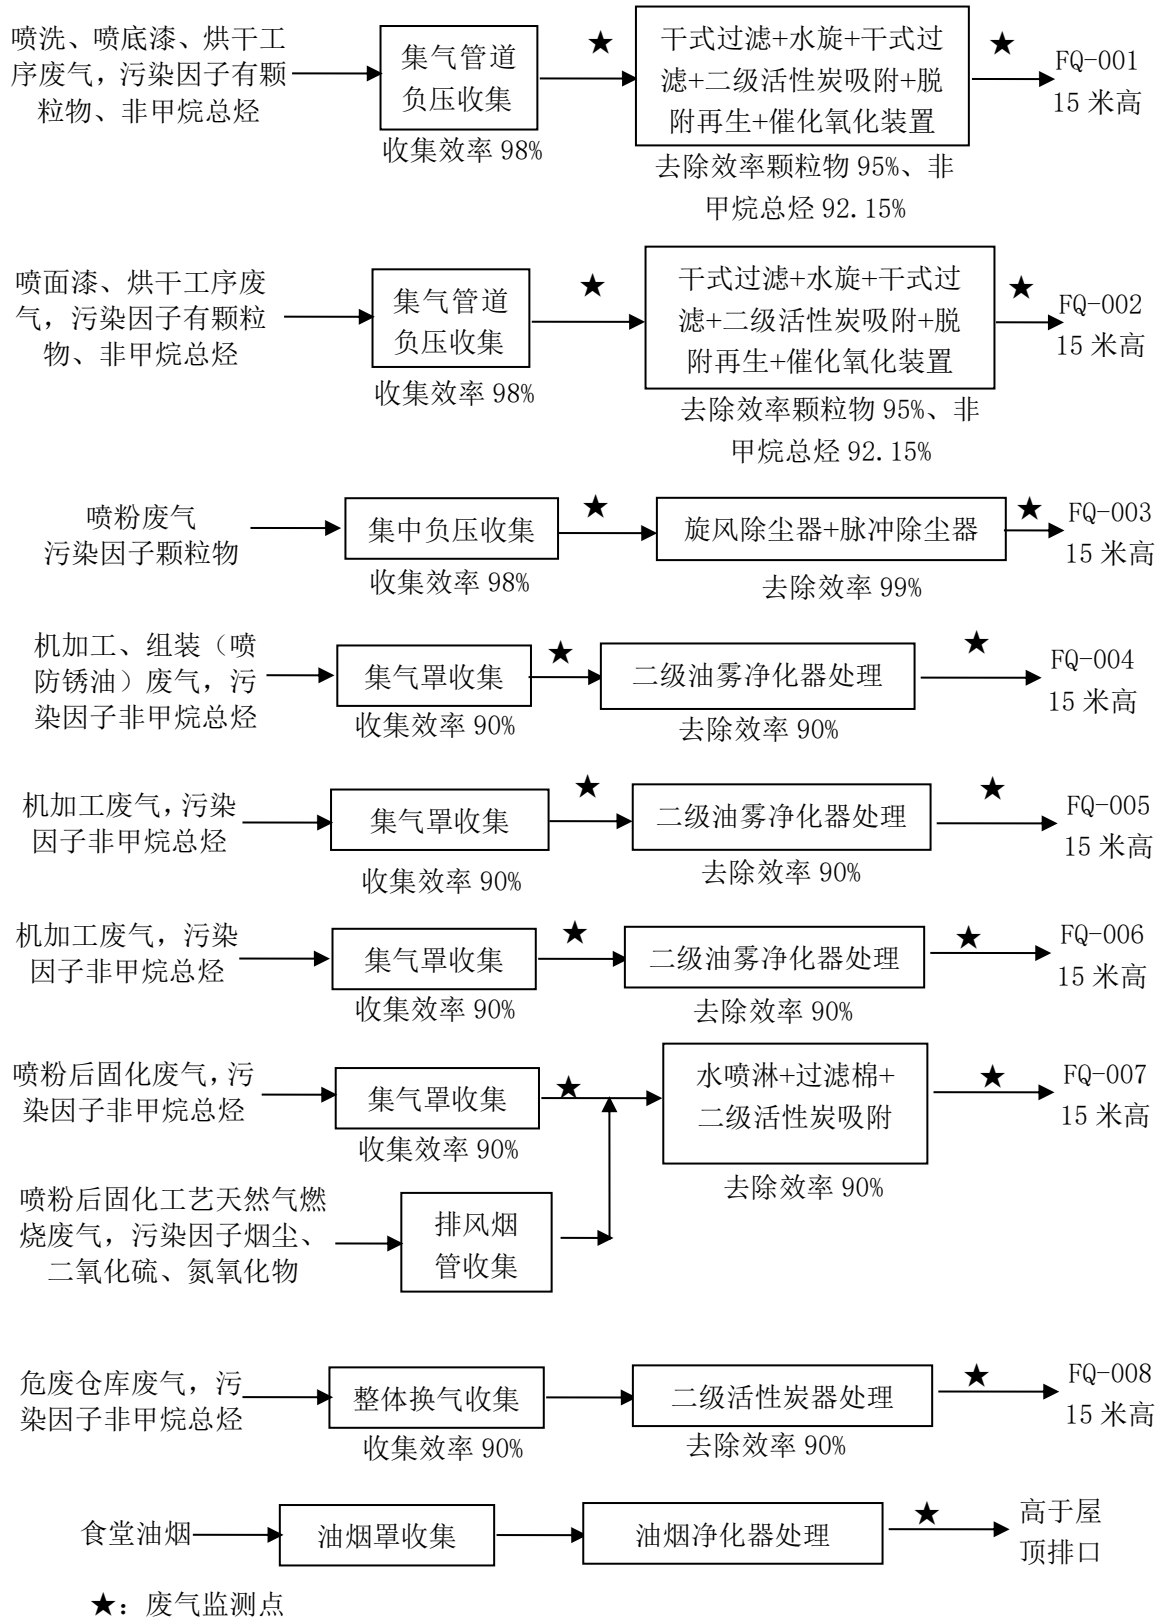 喷洗、喷底漆、烘干工
序废气,污染因子有颗
粒物、非甲烷总烃
集气管道
负压收集
收集效率 98%
★
干式过滤+水旋+干式过
滤+二级活性炭吸附+脱
附再生+催化氧化装置
去除效率颗粒物 95%、非
甲烷总烃 92.15%
★
FQ-001
15 米高
喷面漆、烘干工序废
气,污染因子有颗粒
物、非甲烷总烃
集气管道
负压收集
收集效率 98%
★
干式过滤+水旋+干式过
滤+二级活性炭吸附+脱
附再生+催化氧化装置
去除效率颗粒物 95%、非
甲烷总烃 92.15%
★
FQ-002
15 米高
喷粉废气
污染因子颗粒物
集中负压收集
收集效率 98%
★
旋风除尘器+脉冲除尘器
去除效率 99%
★
FQ-003
15 米高
机加工、组装（喷
防锈油）废气，污
染因子非甲烷总烃
集气罩收集
收集效率 90%
★
二级油雾净化器处理
去除效率 90%
★
FQ-004
15 米高
机加工废气,污染
因子非甲烷总烃
集气罩收集
收集效率 90%
★
二级油雾净化器处理
去除效率 90%
★
FQ-005
15 米高
机加工废气，污染
因子非甲烷总烃
集气罩收集
收集效率 90%
★
二级油雾净化器处理
去除效率 90%
★
FQ-006
15 米高
喷粉后固化废气,污
染因子非甲烷总烃
集气罩收集
收集效率 90%
★
水喷淋+过滤棉+
二级活性炭吸附
去除效率 90%
★
FQ-007
15 米高
喷粉后固化工艺天然气燃
烧废气，污染因子烟尘、
二氧化硫、氮氧化物
排风烟
管收集
危废仓库废气，污
染因子非甲烷总烃
整体换气收集
收集效率 90%
二级活性炭器处理
去除效率 90%
★
FQ-008
15 米高
食堂油烟
油烟罩收集
油烟净化器处理
★
高于屋
顶排口
★：废气监测点